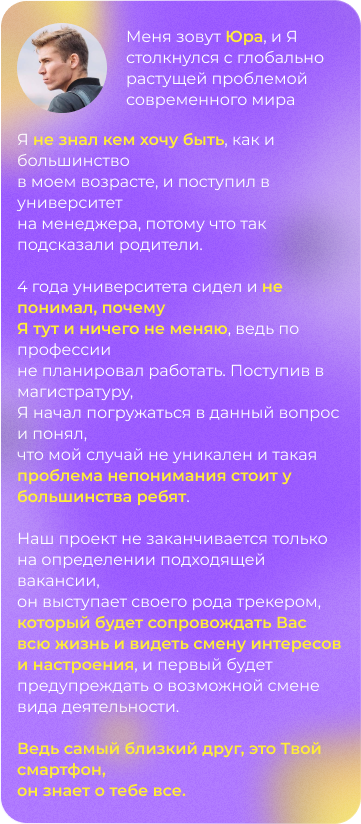 Меня зовут Юра, и Я
столкнулся с глобально
растущей проблемой
современного мира
Я не знал кем хочу быть, как и
большинство
в моем возрасте, и поступил в
университет
на менеджера, потому что так
подсказали родители.
4 года университета сидел и не
понимал, почему
Я тут и ничего не меняю, ведь по
профессии
не планировал работать. Поступив в
магистратуру,
Я начал погружаться в данный вопрос
и понял,
что мой случай не уникален и такая
проблема непонимания стоит у
большинства ребят.
Наш проект не заканчивается только
на определении подходящей
вакансии,
он выступает своего рода трекером,
который будет сопровождать Вас
всю жизнь и видеть смену интересов
и настроения, и первый будет
предупреждать о возможной смене
вида деятельности.
Ведь самый близкий друг, это Твой
смартфон,
он знает о тебе все.